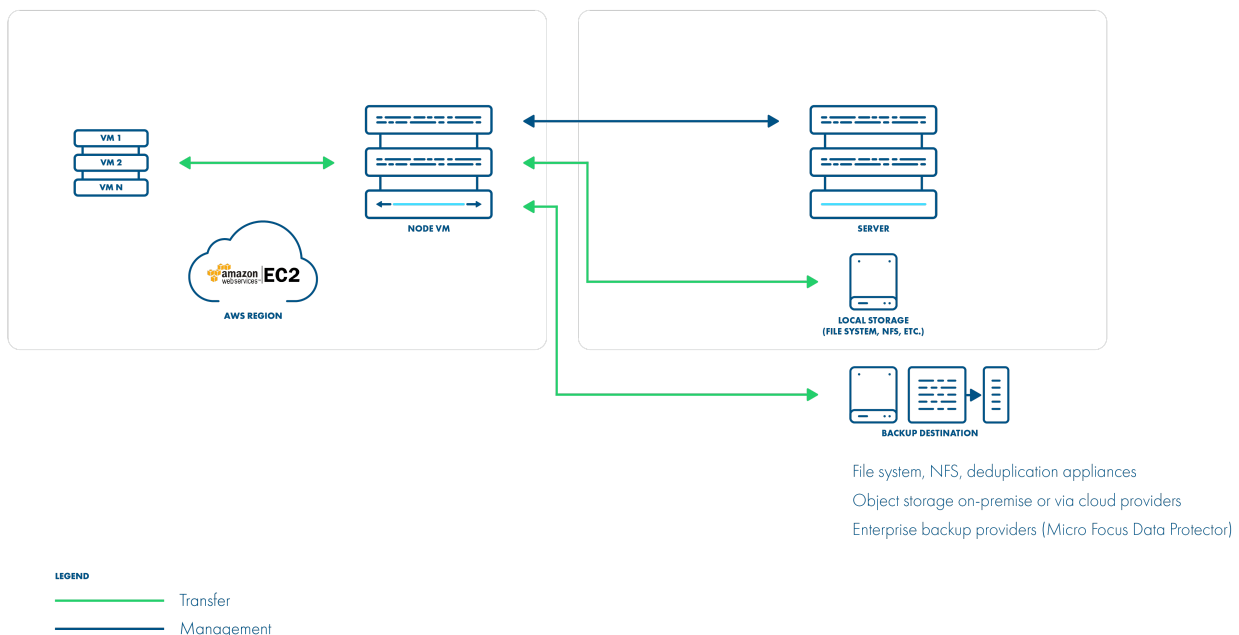 VM 1
VM 2
VM N
NODE VM
SERVER
amazon
webservices™
EC2
AWS REGION
LOCAL STORAGE
(FILE SYSTEM, NFS, ETC.)
BACKUP DESTINATION
File system, NFS, deduplication appliances
Object storage on-premise or via cloud providers
Enterprise backup providers (Micro Focus Data Protector)
LEGEND
Transfer
Management